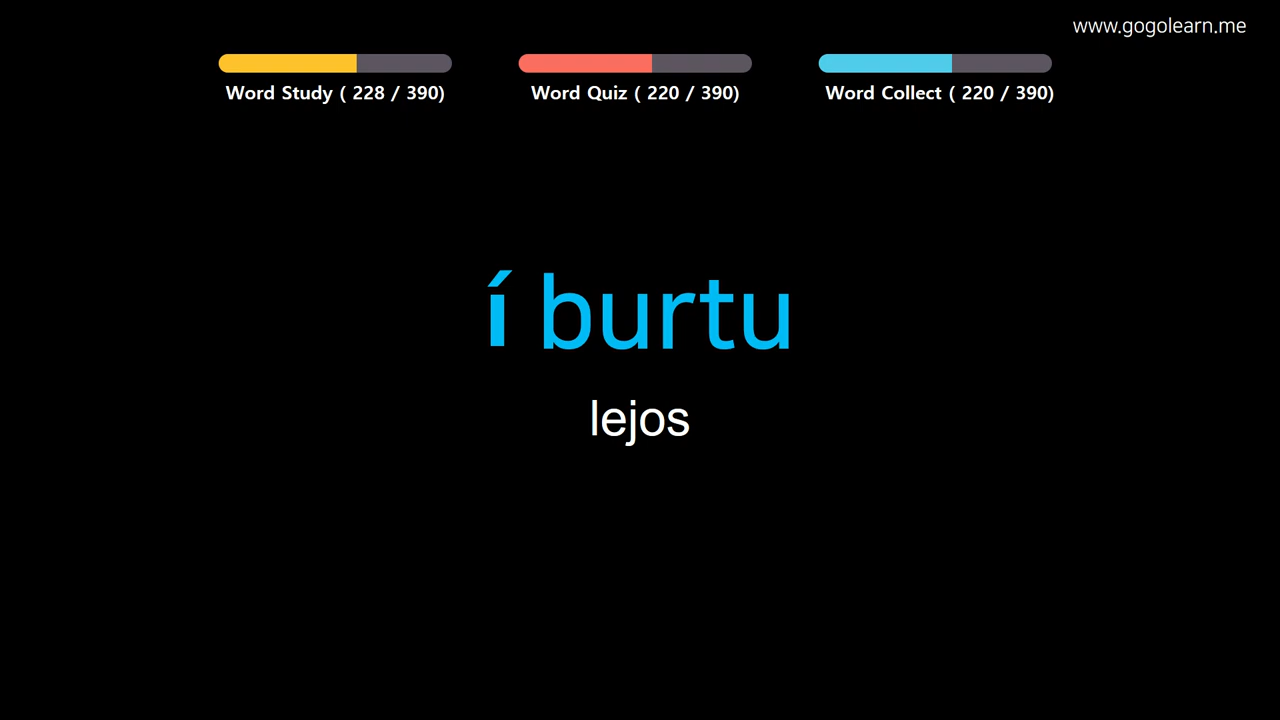 www.gogolearn.me
Word Study ( 228 / 390)
Word Quiz ( 220 / 390)
Word Collect ( 220 / 390)
í burtu
lejos